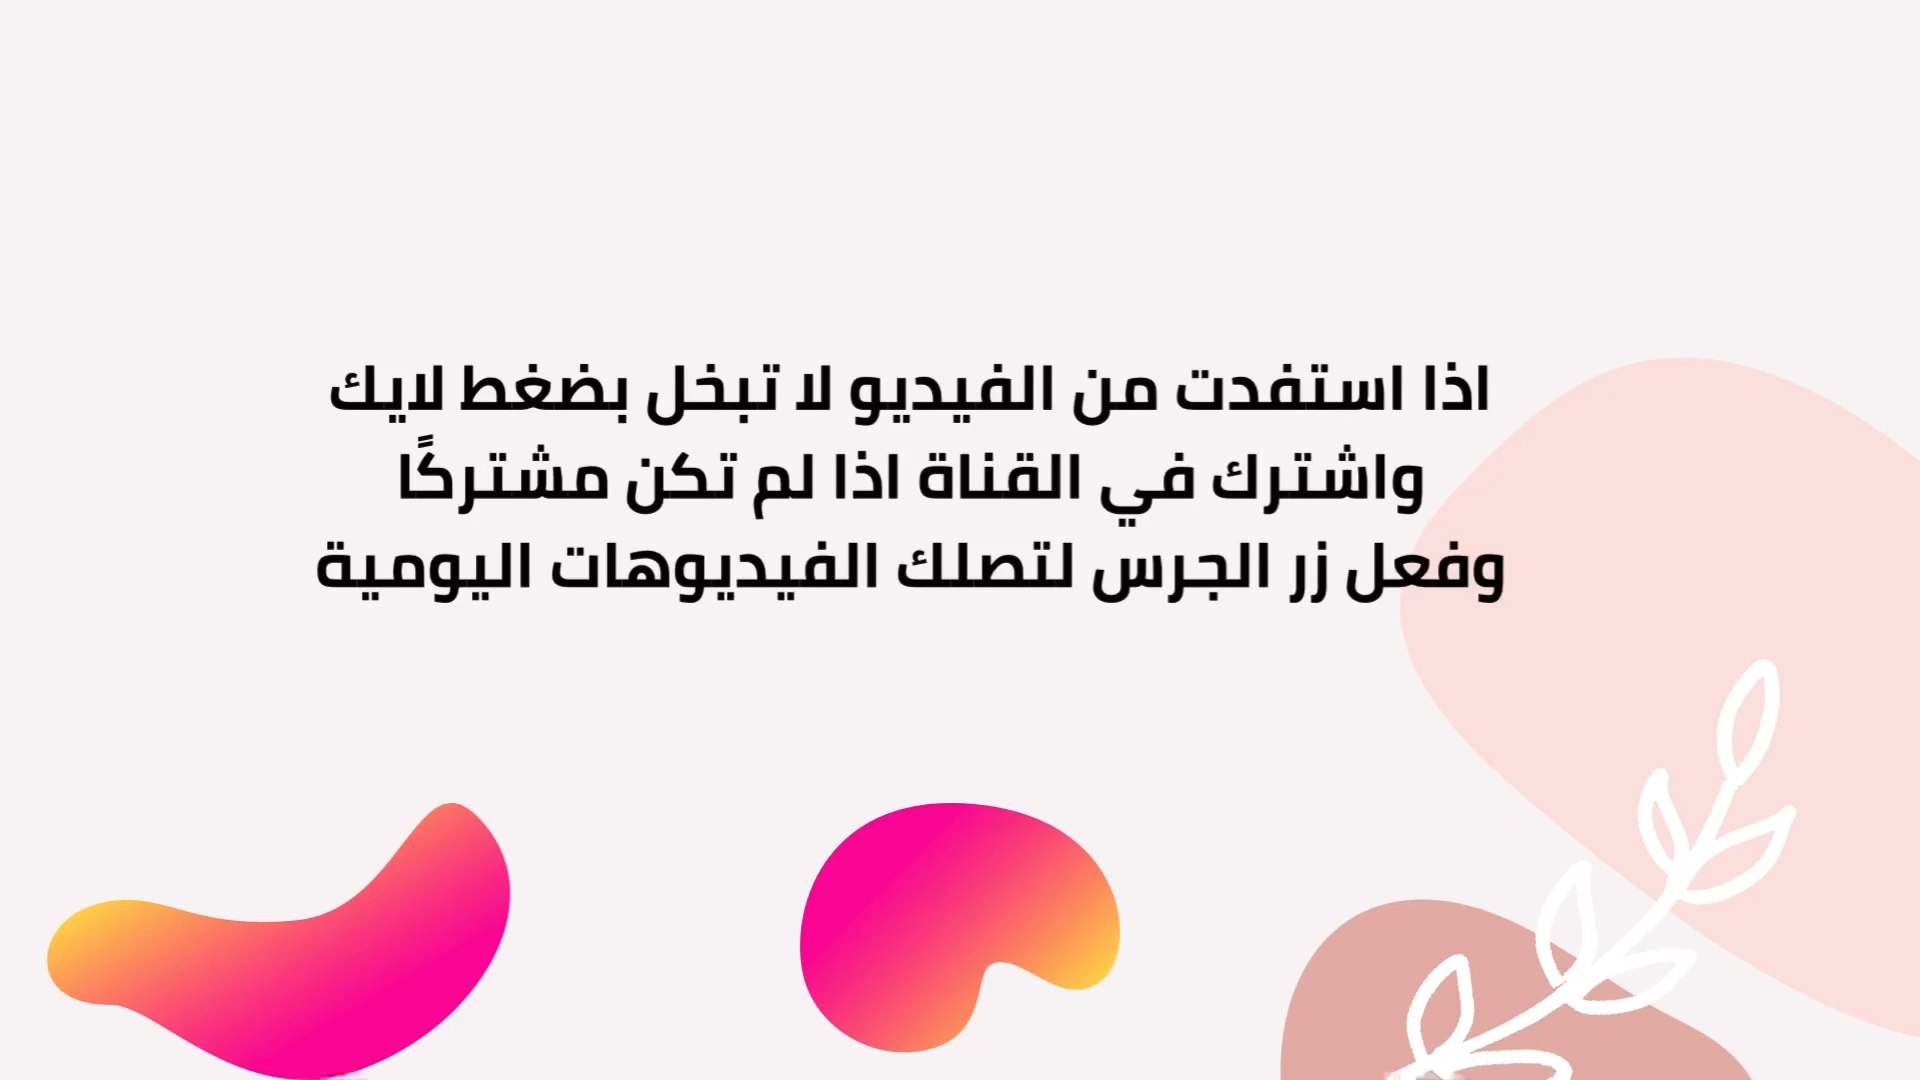 اذا استفدت من الفيديو لا تبخل بضغط لايك
واشترك في القناة اذا لم تكن مشتركًا
وفعل زر الجرس لتصلك الفيديوهات اليومية